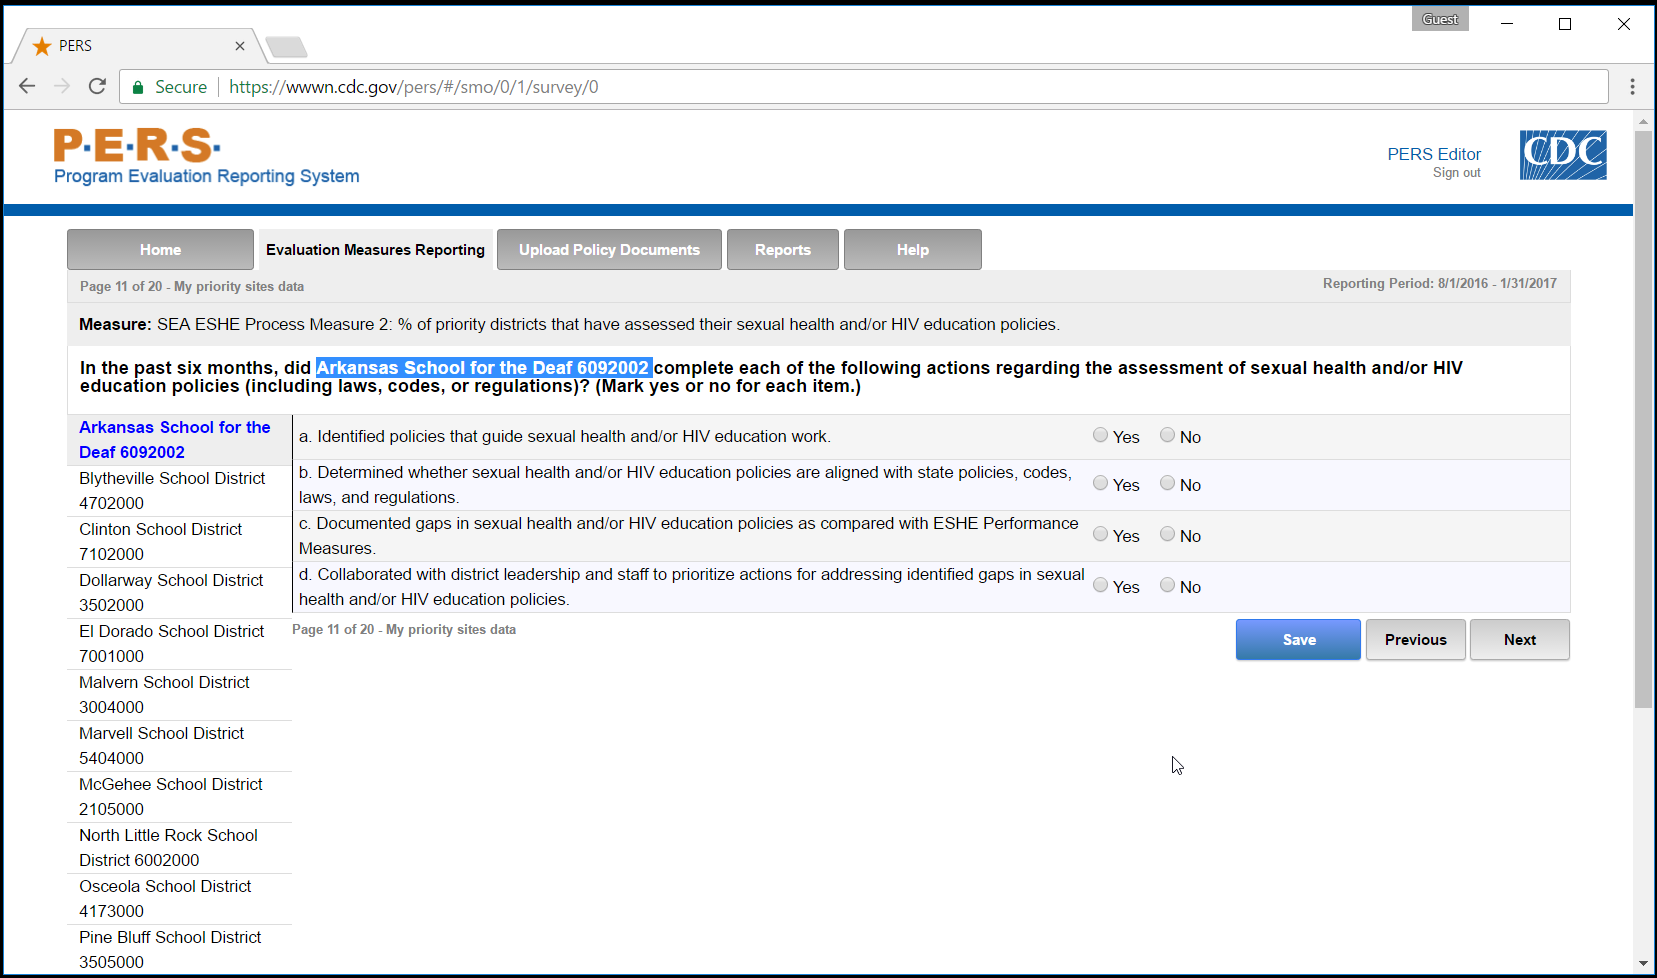 Guest
PERS
Secure
https://wwwn.cdc.gov/pers/#/smo/0/1/survey/0
P·E·R·S·
Program Evaluation Reporting System
PERS Editor
Sign out
CDC
Home
Evaluation Measures Reporting
Upload Policy Documents
Reports
Help
Page 11 of 20 - My priority sites data
Reporting Period: 8/1/2016 - 1/31/2017
Measure: SEA ESHE Process Measure 2: % of priority districts that have assessed their sexual health and/or HIV education policies.
In the past six months, did Arkansas School for the Deaf 6092002 complete each of the following actions regarding the assessment of sexual health and/or HIV
education policies (including laws, codes, or regulations)? (Mark yes or no for each item.)
Arkansas School for the
Deaf 6092002
Blytheville School District
4702000
Clinton School District
7102000
Dollarway School District
3502000
El Dorado School District
7001000
Malvern School District
3004000
Marvell School District
5404000
McGehee School District
2105000
North Little Rock School
District 6002000
Osceola School District
4173000
Pine Bluff School District
3505000
a. Identified policies that guide sexual health and/or HIV education work.
Yes No
b. Determined whether sexual health and/or HIV education policies are aligned with state policies, codes,
laws, and regulations.
Yes No
c. Documented gaps in sexual health and/or HIV education policies as compared with ESHE Performance
Measures.
Yes No
d. Collaborated with district leadership and staff to prioritize actions for addressing identified gaps in sexual
health and/or HIV education policies.
Yes No
Page 11 of 20 - My priority sites data
Save
Previous
Next